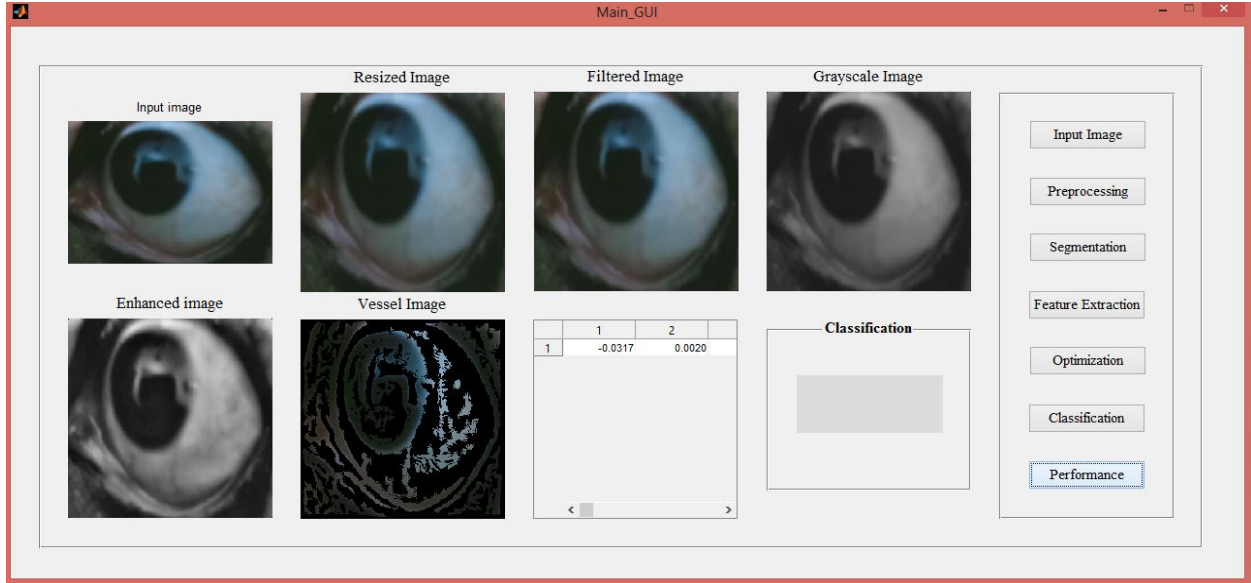 Main_GUI
Resized Image
Filtered Image
Grayscale Image
Input image
Input Image
Preprocessing
Segmentation
Feature Extraction
Optimization
Classification
Performance
Enhanced image
Vessel Image
1 2
1 -0.0317 0.0020
Classification